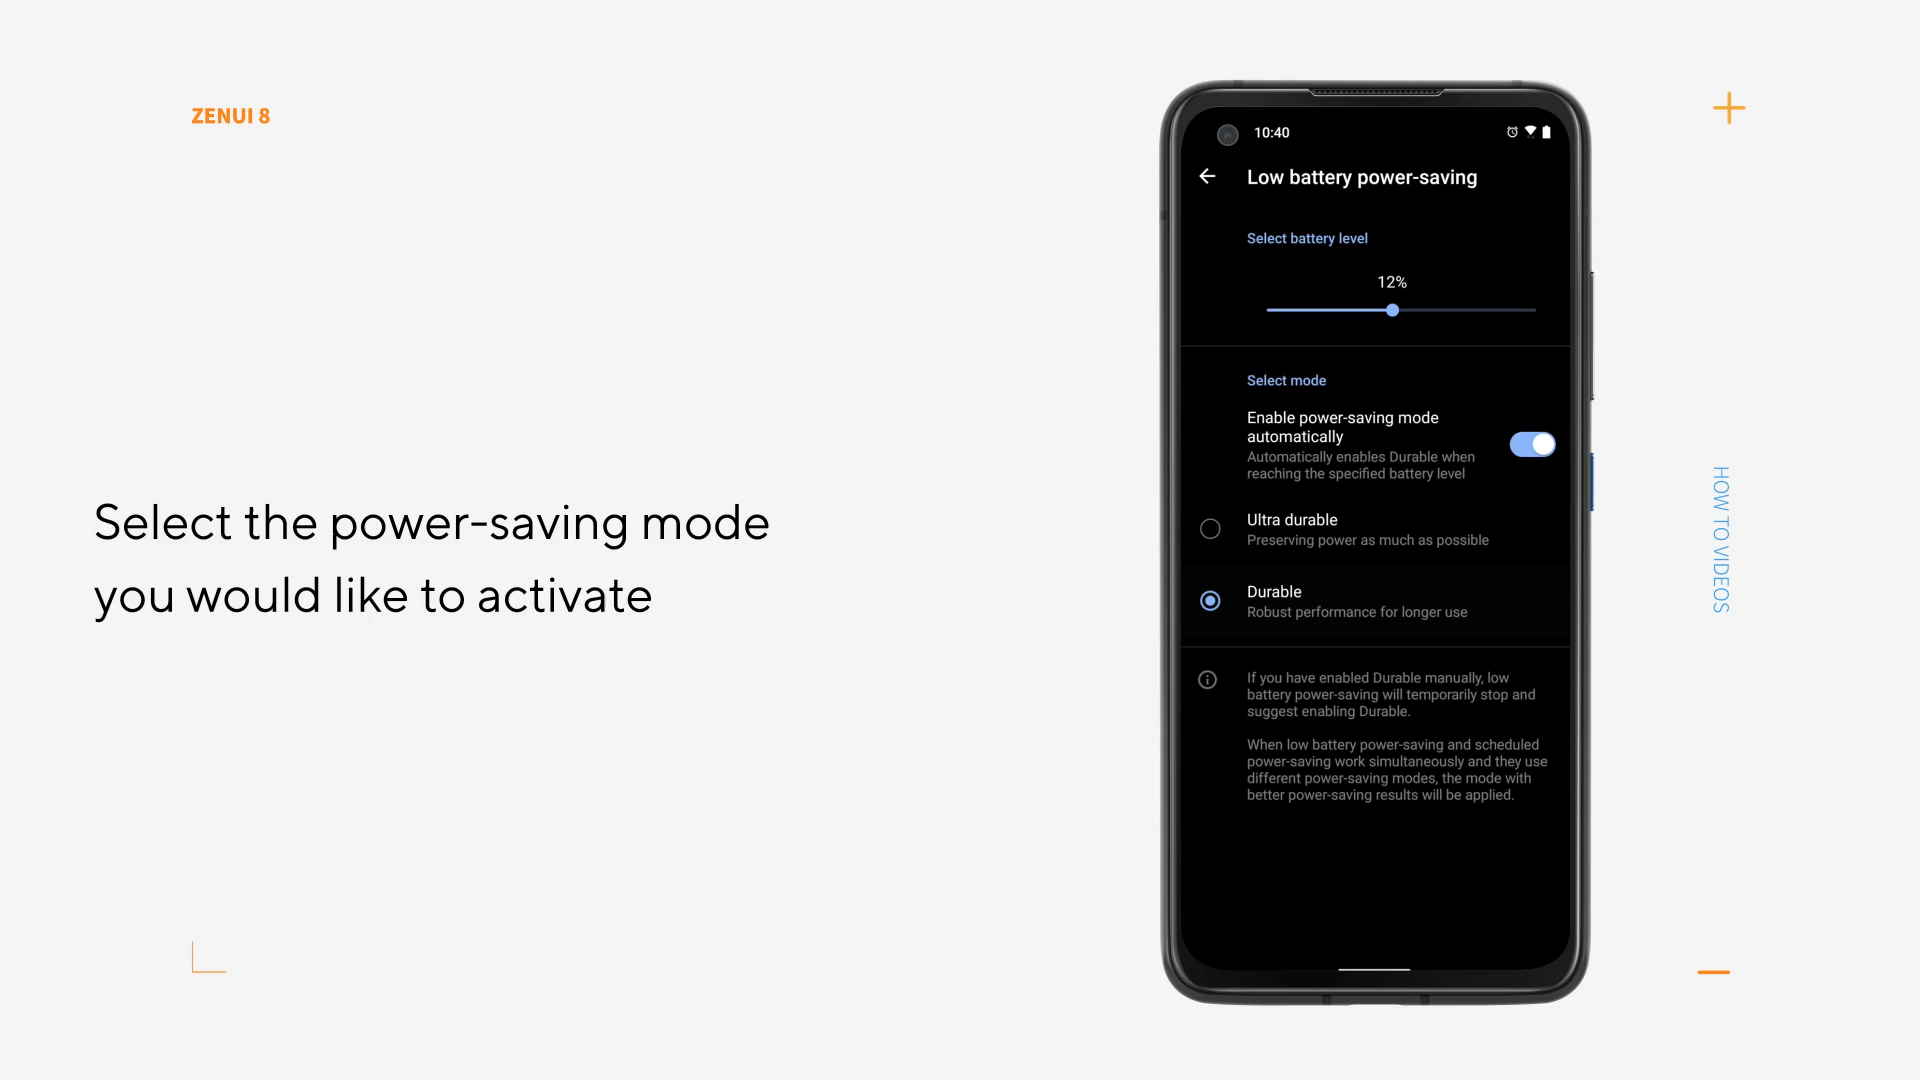 ZENUI 8
Select the power-saving mode
you would like to activate
10:40
Low battery power-saving
Select battery level
12%
Select mode
Enable power-saving mode
automatically
Automatically enables Durable when
reaching the specified battery level
Ultra durable
Preserving power as much as possible
Durable
Robust performance for longer use
If you have enabled Durable manually, low
battery power-saving will temporarily stop and
suggest enabling Durable.
When low battery power-saving and scheduled
power-saving work simultaneously and they use
different power-saving modes, the mode with
better power-saving results will be applied.
HOW TO VIDEOS